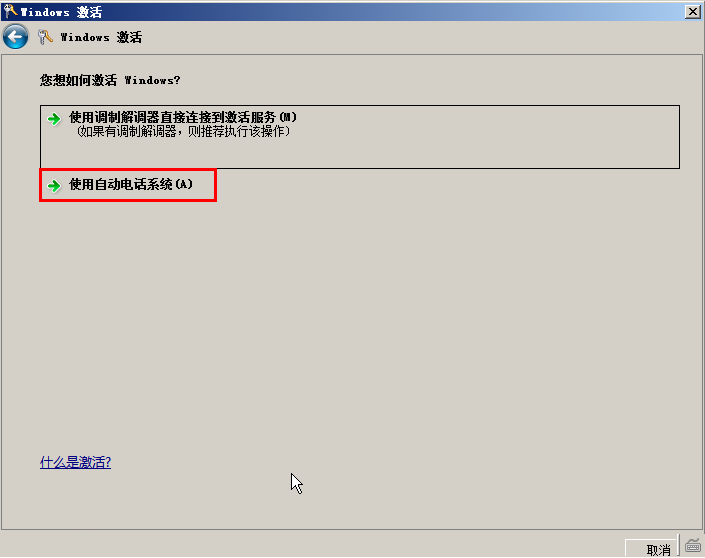 Windows 激活
Windows 激活
您想如何激活 Windows?
使用调制解调器直接连接到激活服务(M)
(如果有调制解调器，则推荐执行该操作)
使用自动电话系统(A)
什么是激活?
取消